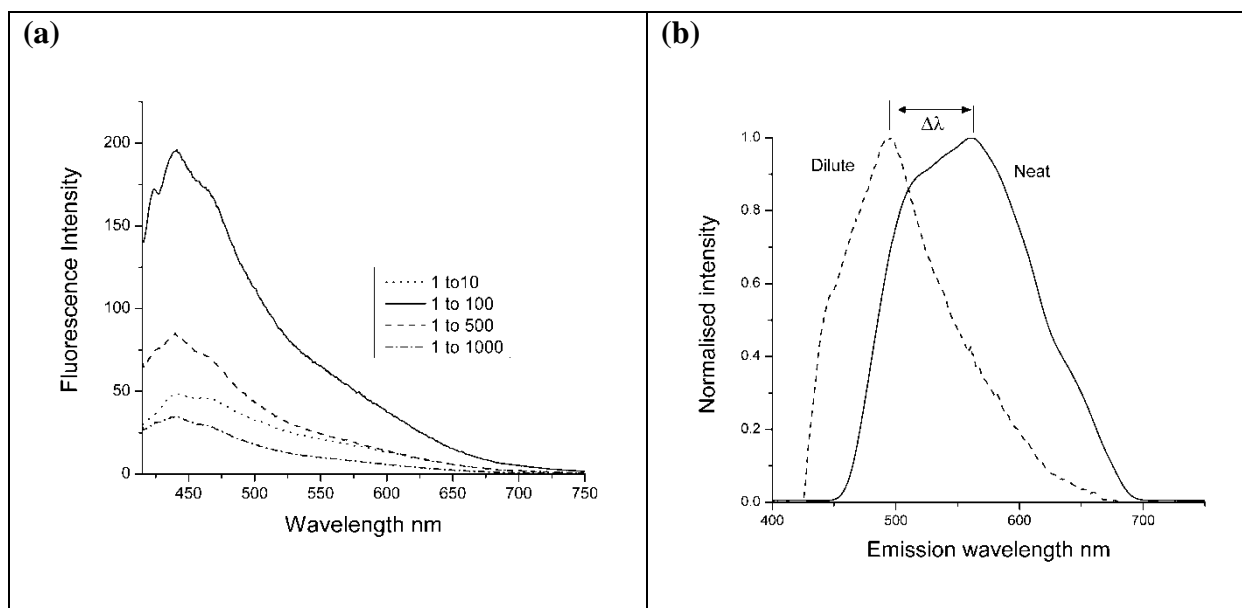 (a)
200
150
100
50
0
Fluorescence Intensity
1 to10
1 to 100
1 to 500
1 to 1000
450 500 550 600 650 700 750
Wavelength nm
(b)
Δλ
Dilute
Neat
1.0
0.8
0.6
0.4
0.2
0.0
Normalised intensity
400 500 600 700
Emission wavelength nm